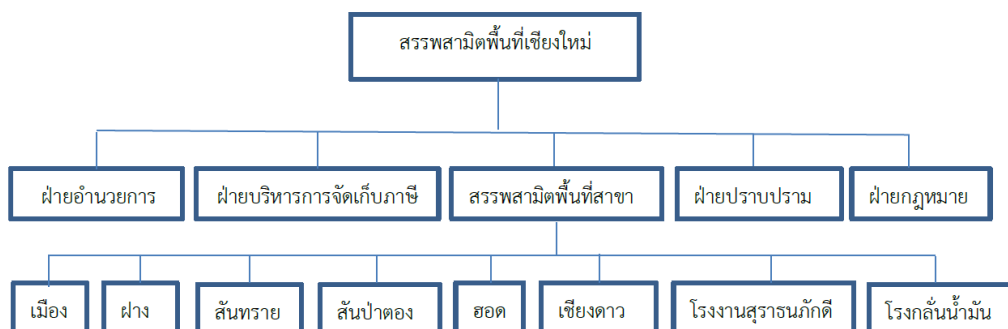 สรรพสามิตพื้นที่เชียงใหม่
ฝ่ายอำนวยการ
ฝ่ายบริหารการจัดเก็บภาษี
สรรพสามิตพื้นที่สาขา
ฝ่ายปราบปราม
ฝ่ายกฎหมาย
เมือง
ฝาง
สันทราย
สันป่าตอง
ฮอด
เชียงดาว
โรงงานสุราธนภักดี
โรงกลั่นน้ำมัน